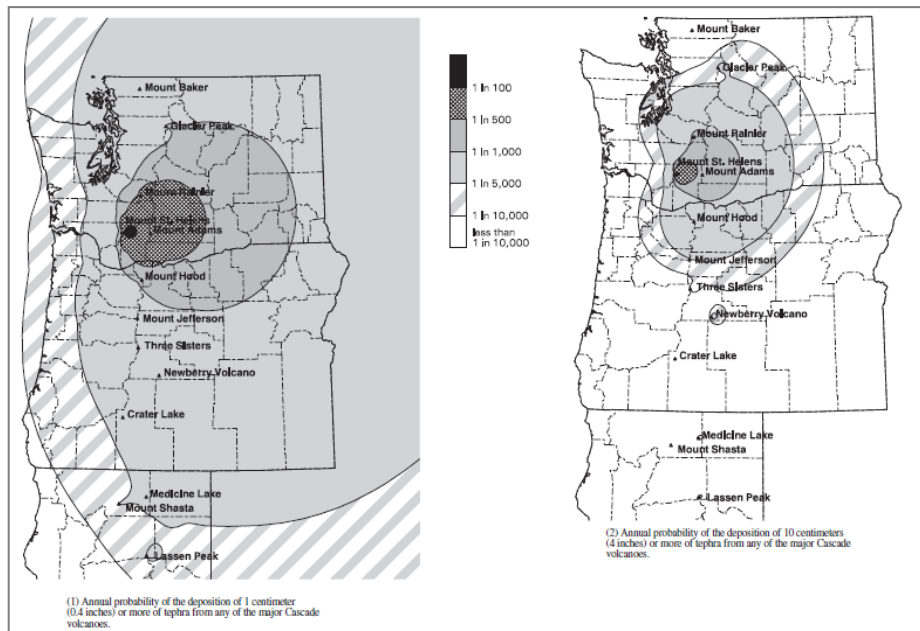 Mount Baker
Glacier Peak
Mount Rainier
Mount St. Helens
Mount Adams
Mount Hood
Mount Jefferson
Three Sisters
Newberry Volcano
Crater Lake
Medicine Lake
Mount Shasta
Lassen Peak
(1) Annual probability of the deposition of 1 centimeter
(0.4 inches) or more of tephra from any of the major Cascade
volcanoes.
1 in 100
1 in 500
1 in 1,000
1 in 5,000
1 in 10,000
less than
1 in 10,000
Mount Baker
Glacier Peak
Mount Rainier
Mount St. Helens
Mount Adams
Mount Hood
Mount Jefferson
Three Sisters
Newberry Volcano
Crater Lake
Medicine Lake
Mount Shasta
Lassen Peak
(2) Annual probability of the deposition of 10 centimeters
(4 inches) or more of tephra from any of the major Cascade
volcanoes.